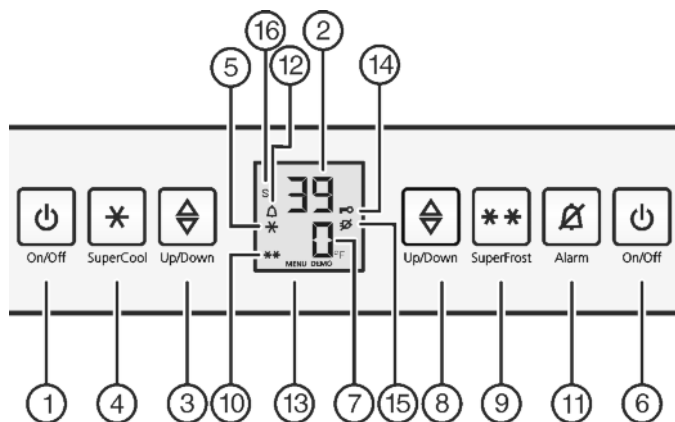 16 2
5 12 14
S 39
0 °F
MENU DEMO
On/Off SuperCool Up/Down Up/Down SuperFrost Alarm On/Off
1 4 3 10 13 7 15 8 9 11 6